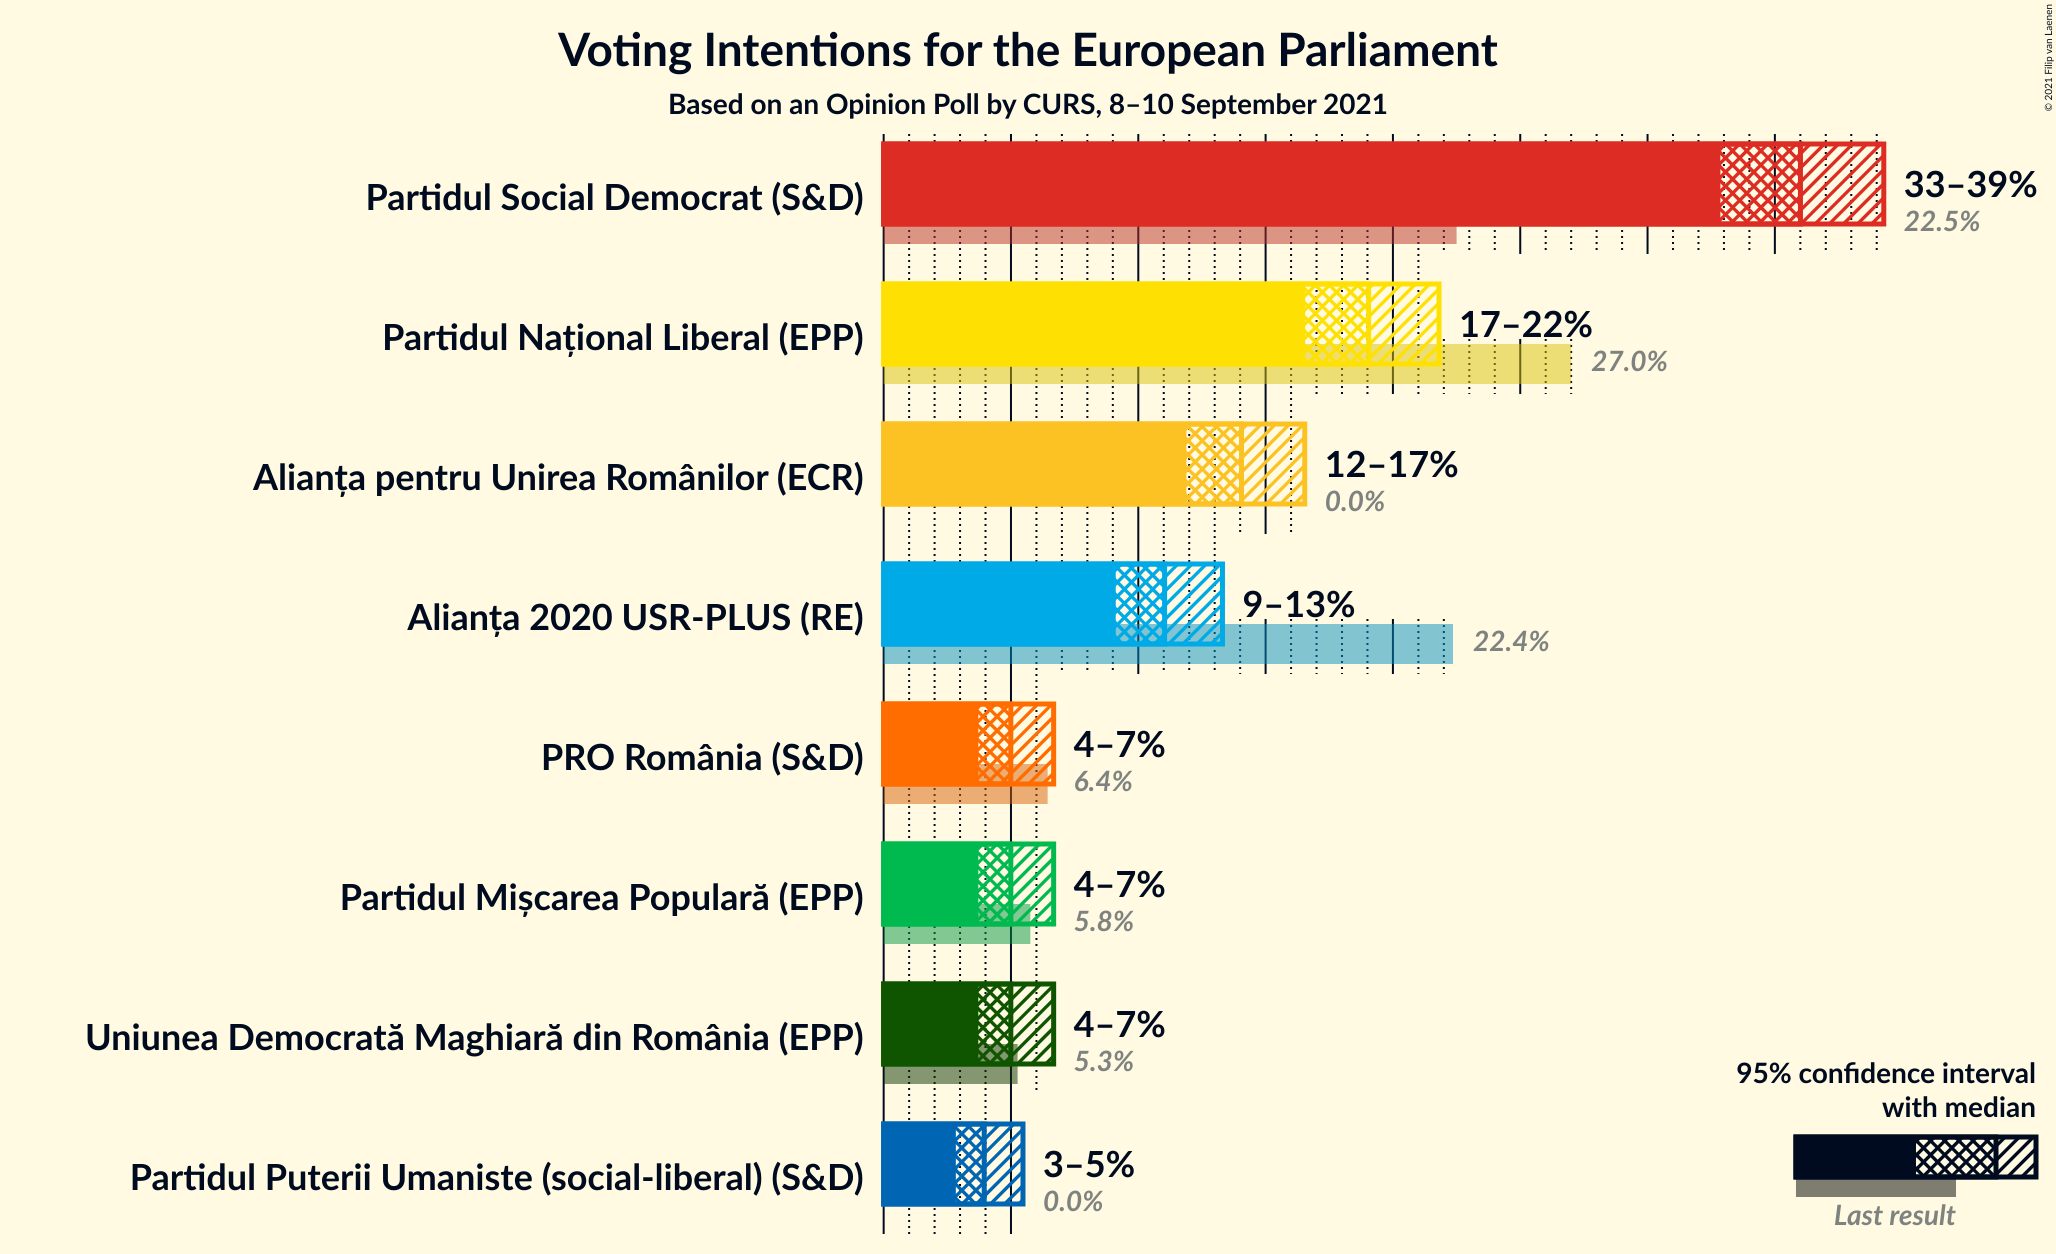 Voting Intentions for the European Parliament
Based on an Opinion Poll by CURS, 8–10 September 2021
© 2021 Filip van Laenen
Partidul Social Democrat (S&D)
33–39%
22.5%
Partidul Național Liberal (EPP)
17–22%
27.0%
Alianța pentru Unirea Românilor (ECR)
12–17%
0.0%
Alianța 2020 USR-PLUS (RE)
9–13%
22.4%
PRO România (S&D)
4–7%
6.4%
Partidul Mișcarea Populară (EPP)
4–7%
5.8%
Uniunea Democrată Maghiară din România (EPP)
4–7%
5.3%
Partidul Puterii Umaniste (social-liberal) (S&D)
3–5%
0.0%
95% confidence interval
with median
Last result